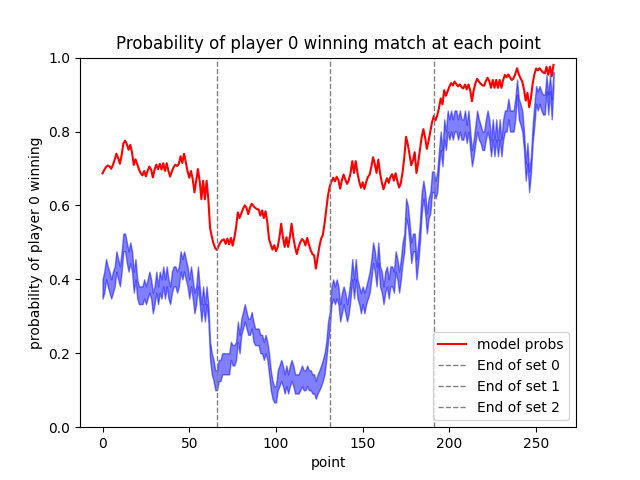 Probability of player 0 winning match at each point
probability of player 0 winning
1.0
0.8
0.6
0.4
0.2
0.0
model probs
End of set 0
End of set 1
End of set 2
0 50 100 150 200 250
point